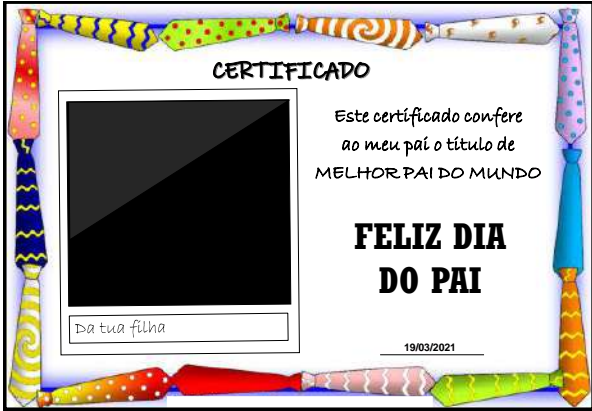 CERTIFICADO
Este certificado confere
ao meu pai o título de
MELHOR PAI DO MUNDO
FELIZ DIA
DO PAI
Da tua filha
19/03/2021